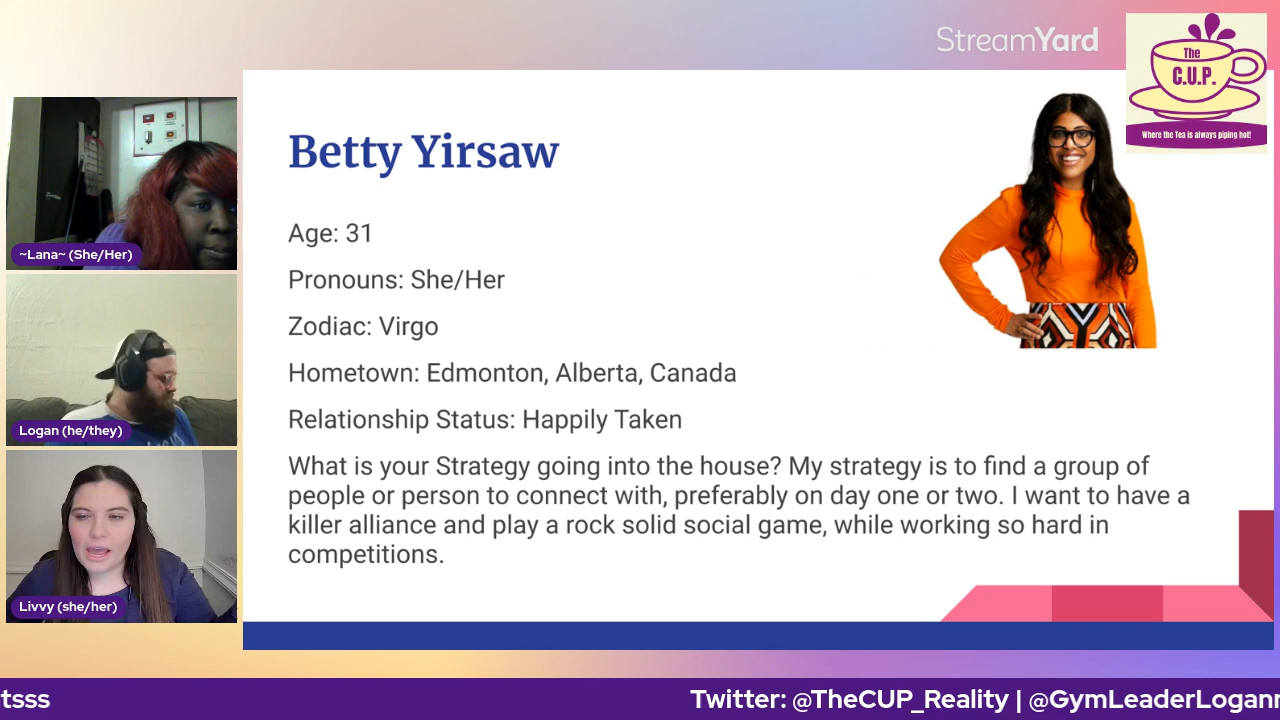 StreamYard
The
C.U.P.
Where the Tea is always piping hot!
Betty Yirsaw
Age: 31
Pronouns: She/Her
Zodiac: Virgo
Hometown: Edmonton, Alberta, Canada
Relationship Status: Happily Taken
What is your Strategy going into the house? My strategy is to find a group of
people or person to connect with, preferably on day one or two. I want to have a
killer alliance and play a rock solid social game, while working so hard in
competitions.
~Lana~ (She/Her)
Logan (he/they)
Livvy (she/her)
tsss Twitter: @TheCUP_Reality | @GymLeaderLogann